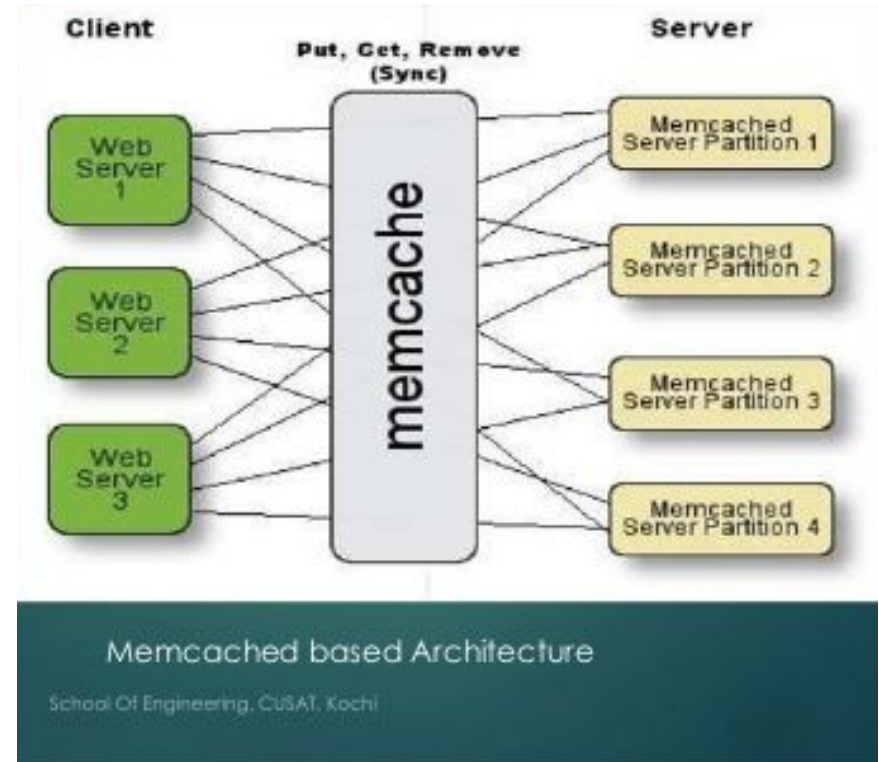 Client
Put, Get, Remove
(Sync)
Server
Web
Server
1
Web
Server
2
Web
Server
3
memcache
Memcached
Server Partition 1
Memcached
Server Partition 2
Memcached
Server Partition 3
Memcached
Server Partition 4
Memcached based Architecture
School Of Engineering, CUSAT, Kochi